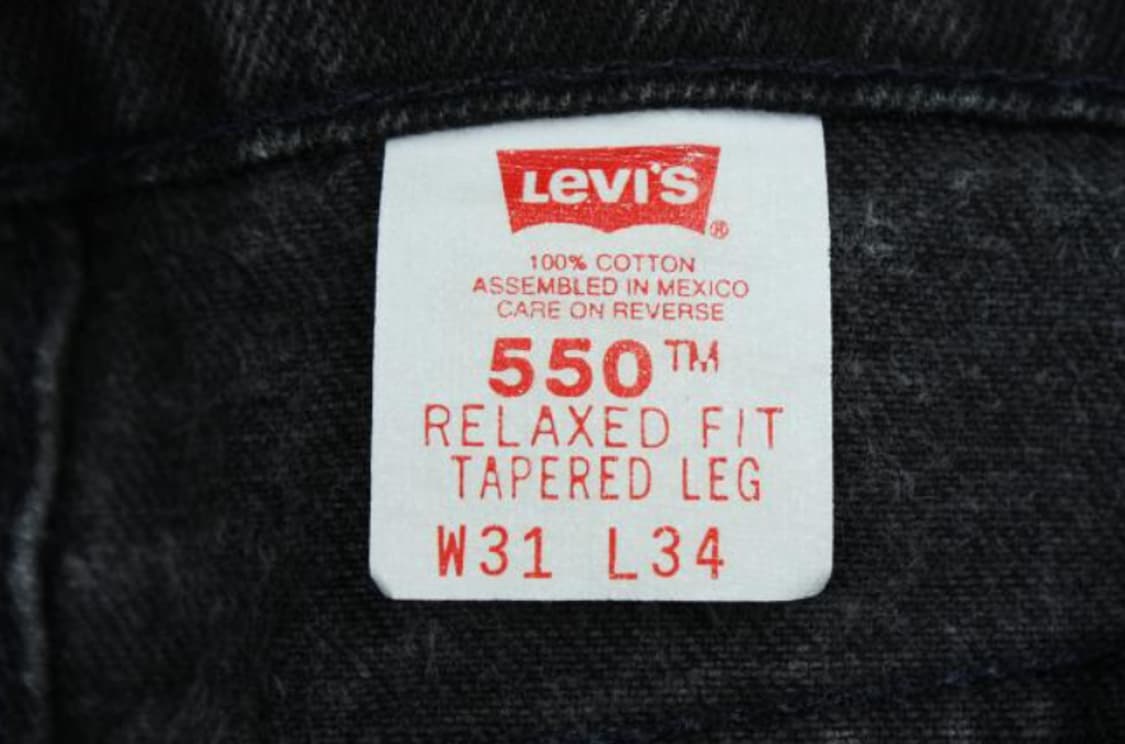 Levi's®
100% COTTON
ASSEMBLED IN MEXICO
CARE ON REVERSE
550™
RELAXED FIT
TAPERED LEG
W31 L34